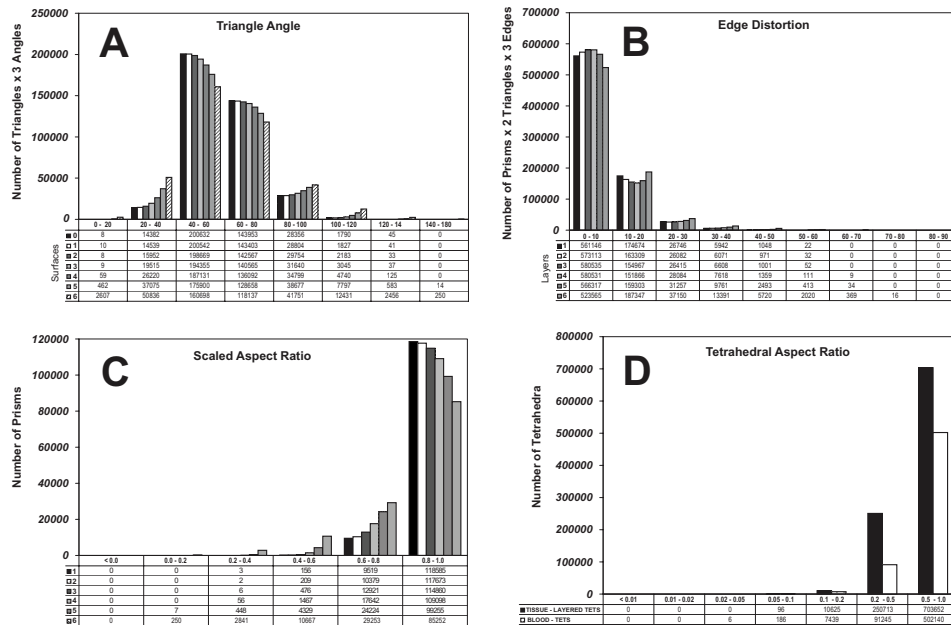 A
Triangle Angle
Number of Triangles x 3 Angles
250000
200000
150000
100000
50000
0
0 - 20 20 - 40 40 - 60 60 - 80 80 - 100 100 - 120 120 - 14 140 - 180
Surfaces
0 8 14382 200632 143953 28356 1790 45 0
1 10 14539 200542 143403 28804 1827 41 0
2 8 15952 198669 142567 29754 2183 33 0
3 9 19515 194355 140565 31640 3045 37 0
4 59 26220 187131 136092 34799 4740 125 0
5 462 37075 175900 128658 38677 7797 583 14
6 2607 50836 160698 118137 41751 12431 2456 250
B
Edge Distortion
Number of Prisms x 2 Triangles x 3 Edges
700000
600000
500000
400000
300000
200000
100000
0
0 - 10 10 - 20 20 - 30 30 - 40 40 - 50 50 - 60 60 - 70 70 - 80 80 - 90
Layers
1 561146 174674 26746 5942 1048 22 0 0 0
2 573113 163309 26082 6071 971 32 0 0 0
3 580535 154967 26415 6608 1001 52 0 0 0
4 580531 151866 28084 7618 1359 111 9 0 0
5 566317 159303 31257 9761 2493 413 34 0 0
6 523565 187347 37150 13391 5720 2020 369 16 0
C
Scaled Aspect Ratio
Number of Prisms
120000
100000
80000
60000
40000
20000
0
< 0.0 0.0 - 0.2 0.2 - 0.4 0.4 - 0.6 0.6 - 0.8 0.8 - 1.0
1 0 0 3 156 9519 118585
2 0 0 2 209 10379 117673
3 0 0 6 476 12921 114860
4 0 0 56 1467 17642 109098
5 0 7 448 4329 24224 99255
6 0 250 2841 10667 29253 85252
D
Tetrahedral Aspect Ratio
Number of Tetrahedra
800000
700000
600000
500000
400000
300000
200000
100000
0
< 0.01 0.01 - 0.02 0.02 - 0.05 0.05 - 0.1 0.1 - 0.2 0.2 - 0.5 0.5 - 1.0
TISSUE - LAYERED TETS 0 0 0 96 10625 250713 703652
BLOOD - TETS 0 0 6 186 7439 91245 502140